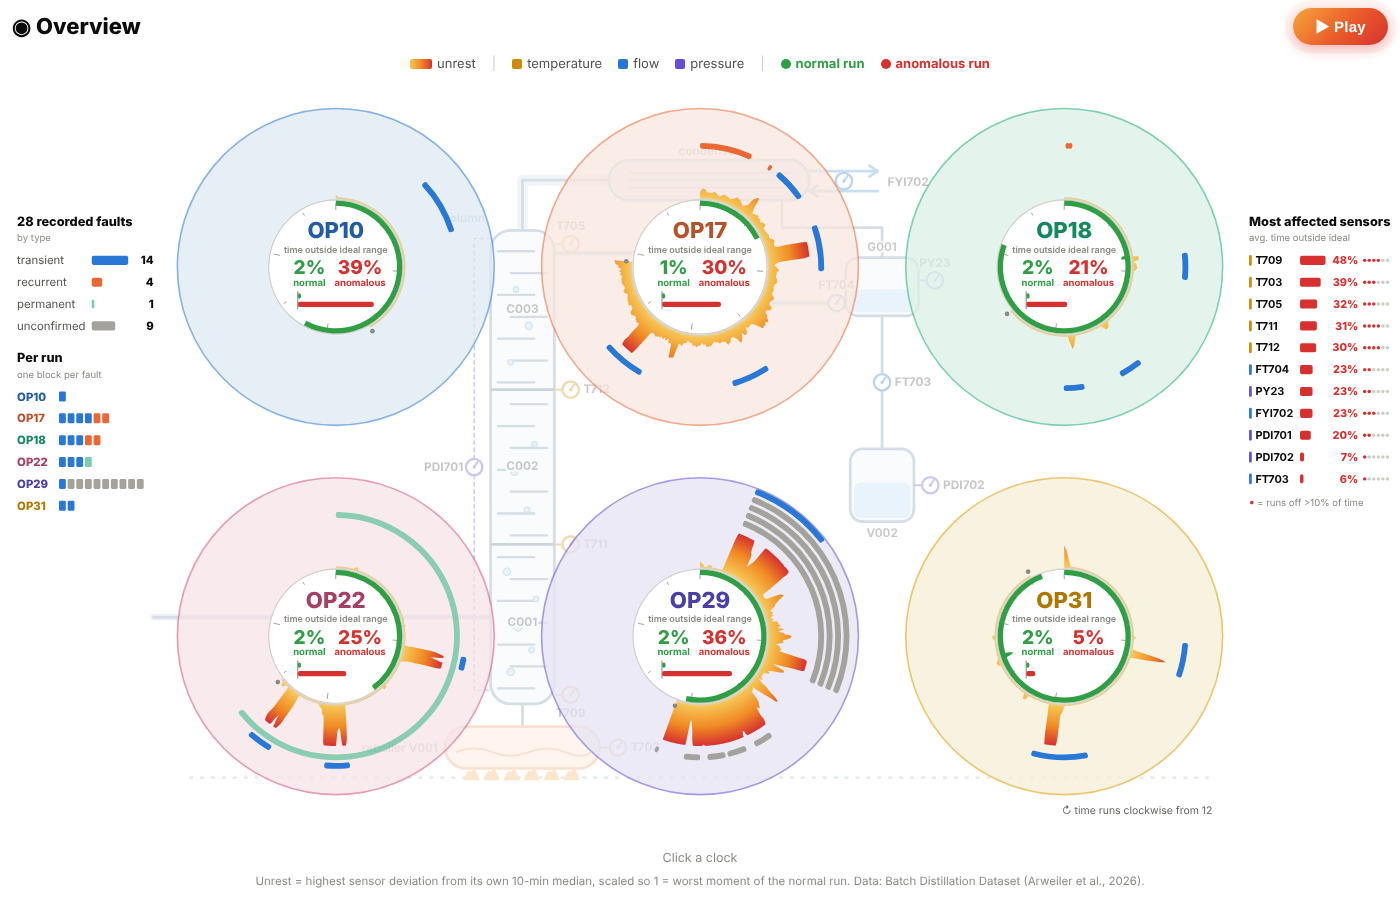 ◉ Overview
▶ Play
unrest
temperature
flow
pressure
normal run
anomalous run
28 recorded faults
by type
transient 14
recurrent 4
permanent 1
unconfirmed 9
Per run
one block per fault
OP10
OP17
OP18
OP22
OP29
OP31
OP10
time outside ideal range
2% 39%
normal anomalous
OP17
time outside ideal range
1% 30%
normal anomalous
OP18
time outside ideal range
2% 21%
normal anomalous
OP22
time outside ideal range
2% 25%
normal anomalous
OP29
time outside ideal range
2% 36%
normal anomalous
OP31
time outside ideal range
2% 5%
normal anomalous
FYI702
T705
G001
PY23
FT704
C003
FT703
T712
PDI701
C002
PDI702
V002
T711
C001
T709
reboiler V001
Most affected sensors
avg. time outside ideal
T709 48%
T703 39%
T705 32%
T711 31%
T712 30%
FT704 23%
PY23 23%
FYI702 23%
PDI701 20%
PDI702 7%
FT703 6%
• = runs off >10% of time
↻ time runs clockwise from 12
Click a clock
Unrest = highest sensor deviation from its own 10-min median, scaled so 1 = worst moment of the normal run. Data: Batch Distillation Dataset (Arweiler et al., 2026).